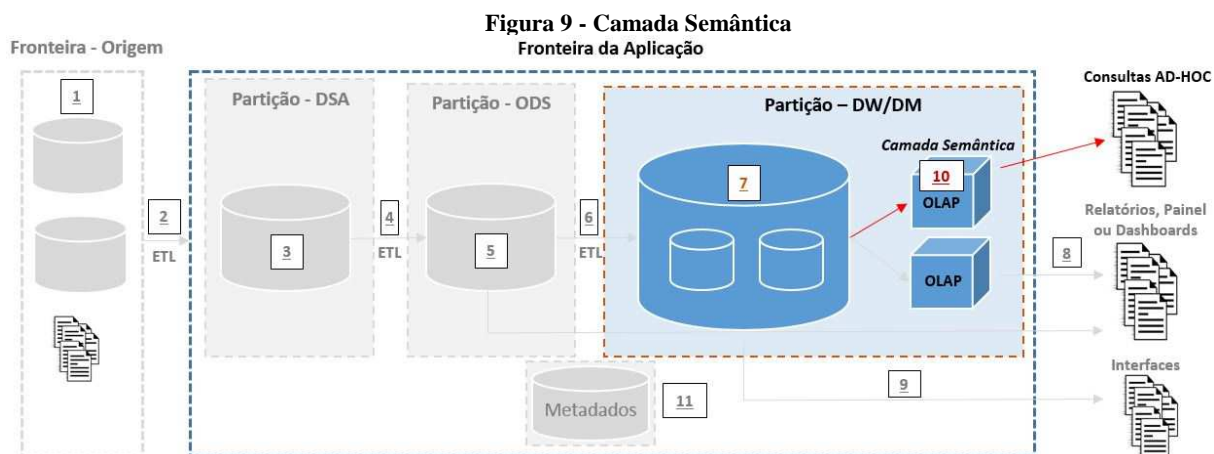 Figura 9 - Camada Semântica
Fronteira - Origem
Fronteira da Aplicação
1
2
ETL
Partição - DSA
3
4
ETL
Partição - ODS
5
6
ETL
Partição – DW/DM
7
Camada Semântica
10
OLAP
OLAP
Consultas AD-HOC
Relatórios, Painel
ou Dashboards
8
Interfaces
9
Metadados
11